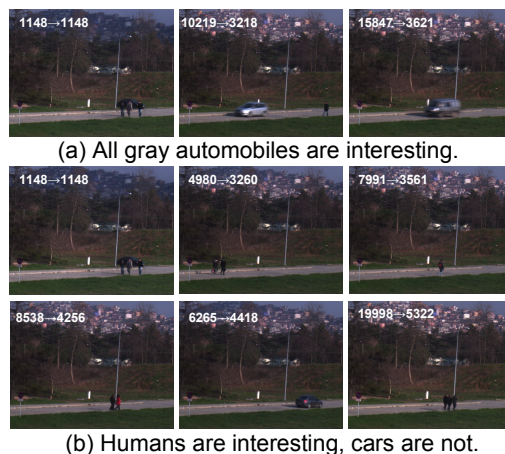 1148→1148 10219→3218 15847→3621
(a) All gray automobiles are interesting.
1148→1148 4980→3260 7991→3561
8538→4256 6265→4418 19998→5322
(b) Humans are interesting, cars are not.